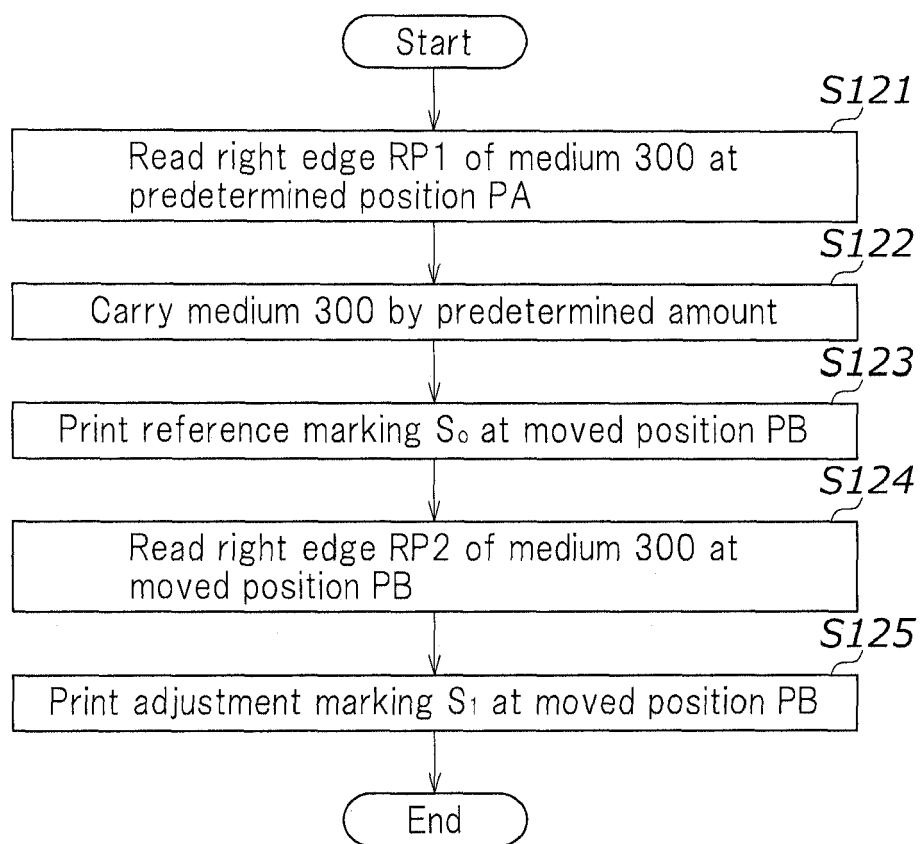 Start
S121
Read right edge RP1 of medium 300 at
predetermined position PA
S122
Carry medium 300 by predetermined amount
S123
Print reference marking S₀ at moved position PB
S124
Read right edge RP2 of medium 300 at
moved position PB
S125
Print adjustment marking S₁ at moved position PB
End